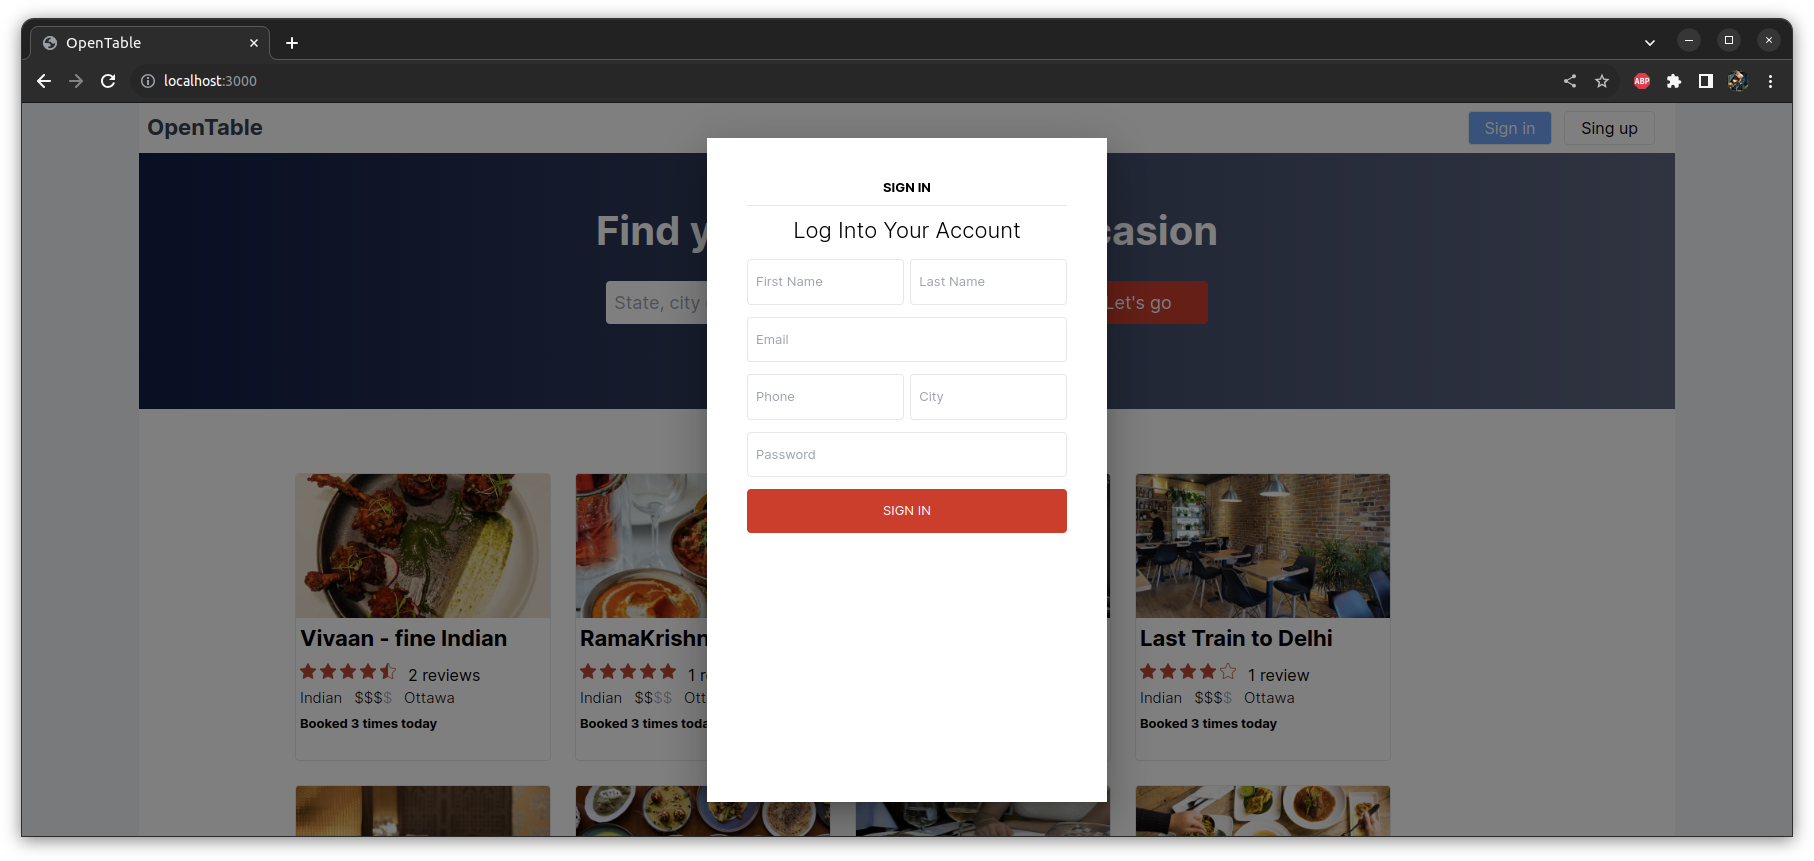 OpenTable
localhost:3000
ABP
OpenTable
Sign in
Sing up
Find y
casion
State, city
Let's go
SIGN IN
Log Into Your Account
First Name
Last Name
Email
Phone
City
Password
SIGN IN
Vivaan - fine Indian
2 reviews
Indian $$$$ Ottawa
Booked 3 times today
RamaKrishn
1 r
Indian $$$$ Ott
Booked 3 times toda
Last Train to Delhi
1 review
Indian $$$$ Ottawa
Booked 3 times today